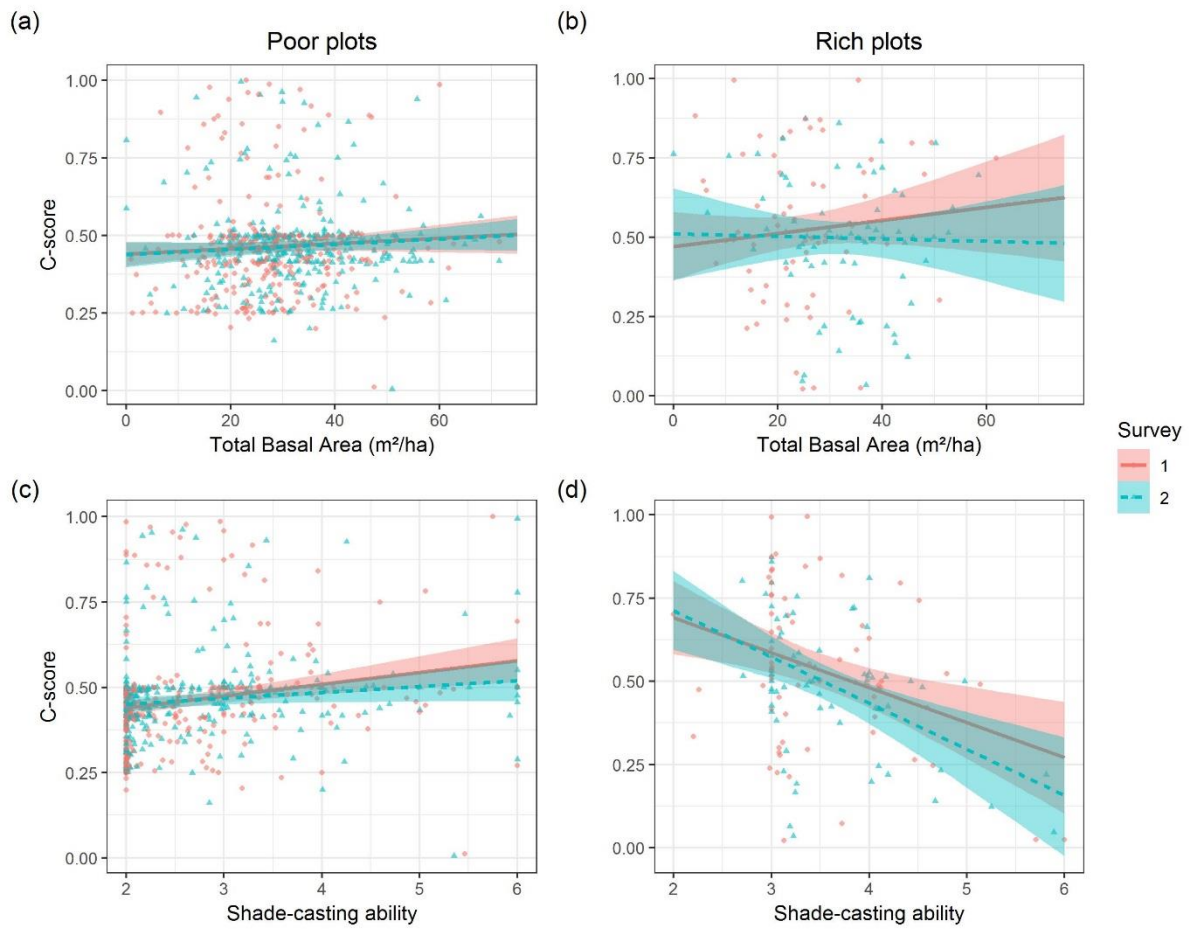 (a)
Poor plots
(b)
Rich plots
1.00
0.75
0.50
0.25
0.00
C-score
0 20 40 60
Total Basal Area (m²/ha)
1.00
0.75
0.50
0.25
0.00
C-score
0 20 40 60
Total Basal Area (m²/ha)
Survey
1
2
(c)
(d)
1.00
0.75
0.50
0.25
0.00
C-score
2 3 4 5 6
Shade-casting ability
1.00
0.75
0.50
0.25
0.00
2 3 4 5 6
Shade-casting ability